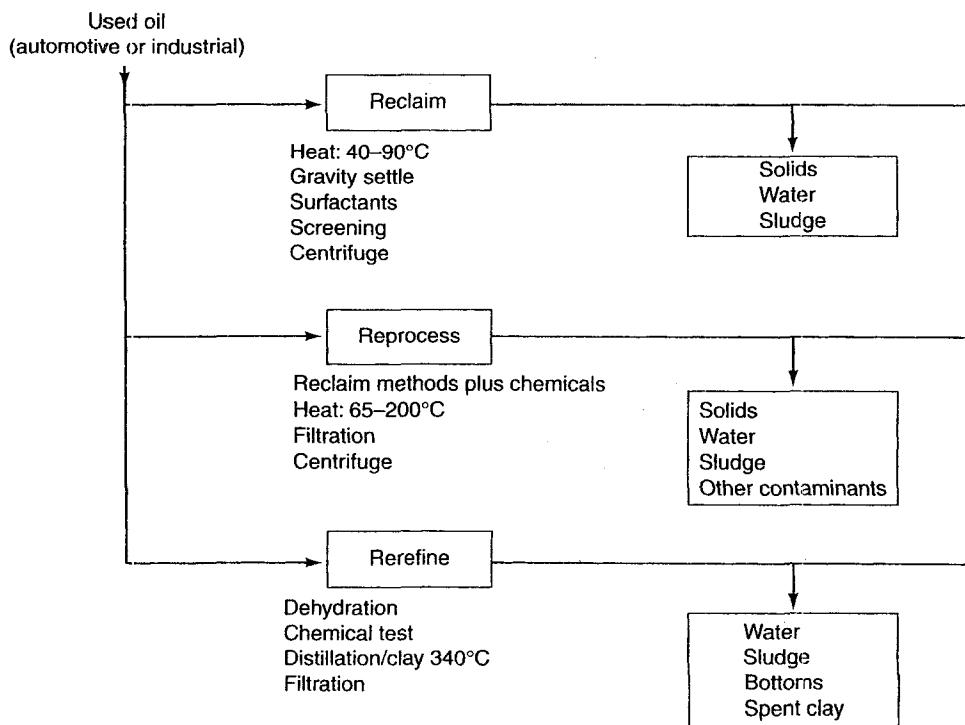 Used oil
(automotive or industrial)
Reclaim
Heat: 40–90°C
Gravity settle
Surfactants
Screening
Centrifuge
Solids
Water
Sludge
Reprocess
Reclaim methods plus chemicals
Heat: 65–200°C
Filtration
Centrifuge
Solids
Water
Sludge
Other contaminants
Rerefine
Dehydration
Chemical test
Distillation/clay 340°C
Filtration
Water
Sludge
Bottoms
Spent clay